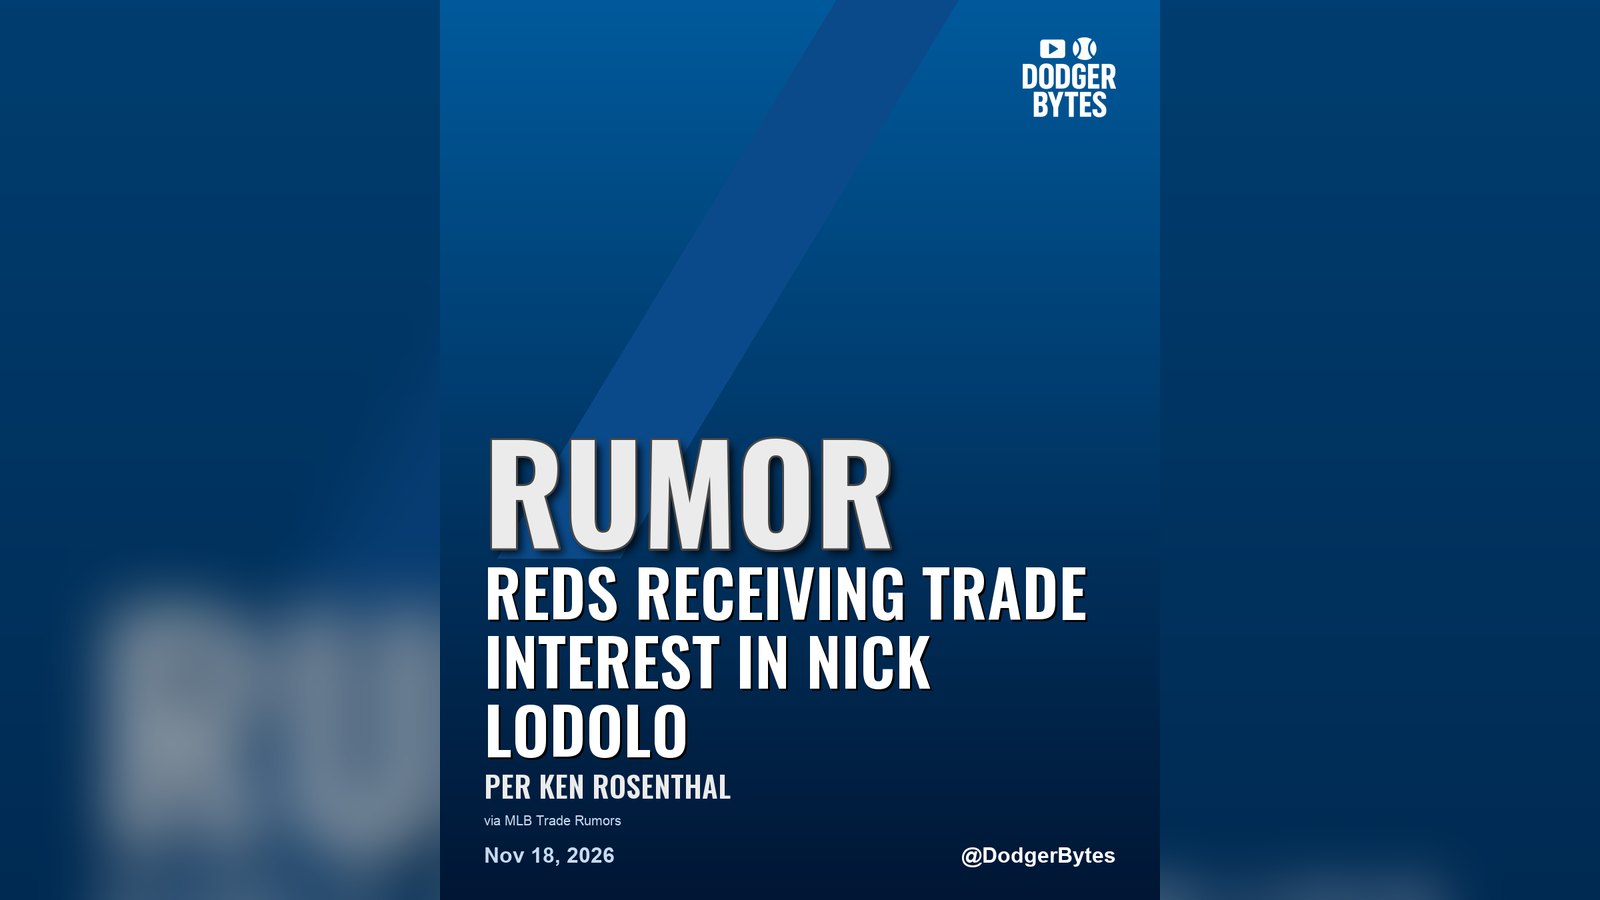 DODGER
BYTES
RUMOR
REDS RECEIVING TRADE
INTEREST IN NICK
LODOLO
PER KEN ROSENTHAL
via MLB Trade Rumors
Nov 18, 2026
@DodgerBytes